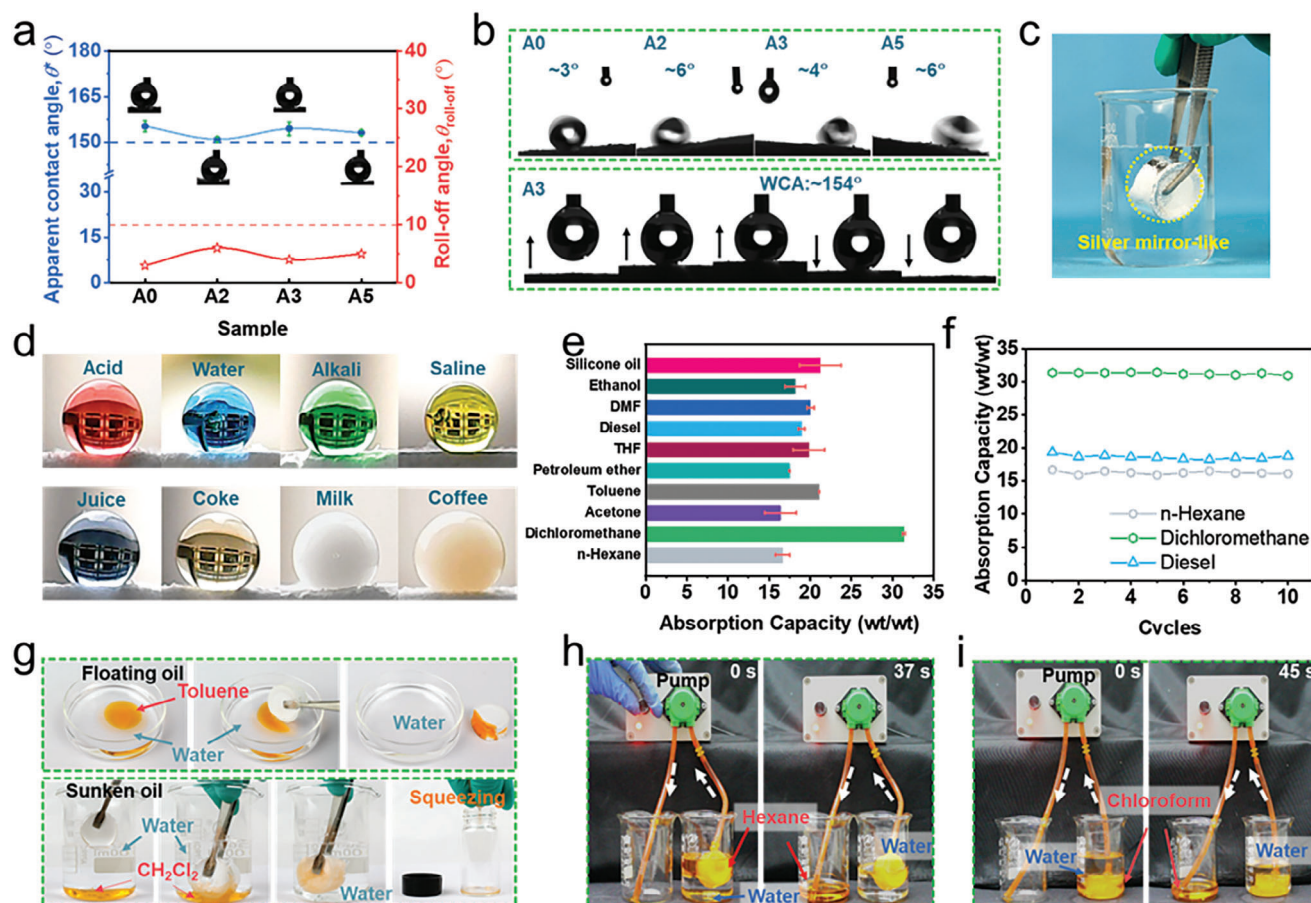 a
Apparent contact angle, θ* (°)
180
165
150
30
15
0
40
30
20
10
0
Roll-off angle, θroll-off (°)
A0 A2 A3 A5
Sample
b
A0 A2 A3 A5
~3° ~6° ~4° ~6°
A3 WCA:~154°
c
Silver mirror-like
d
Acid Water Alkali Saline
Juice Coke Milk Coffee
e
Silicone oil
Ethanol
DMF
Diesel
THF
Petroleum ether
Toluene
Acetone
Dichloromethane
n-Hexane
0 5 10 15 20 25 30 35
Absorption Capacity (wt/wt)
f
Absorption Capacity (wt/wt)
35
30
25
20
15
10
5
0
n-Hexane
Dichloromethane
Diesel
0 2 4 6 8 10
Cycles
g
Floating oil
Toluene
Water
Water
Sunken oil
Water
CH₂Cl₂
Water
Squeezing
h
Pump
0 s
37 s
Hexane
Water
Water
i
Pump
0 s
45 s
Chloroform
Water
Water